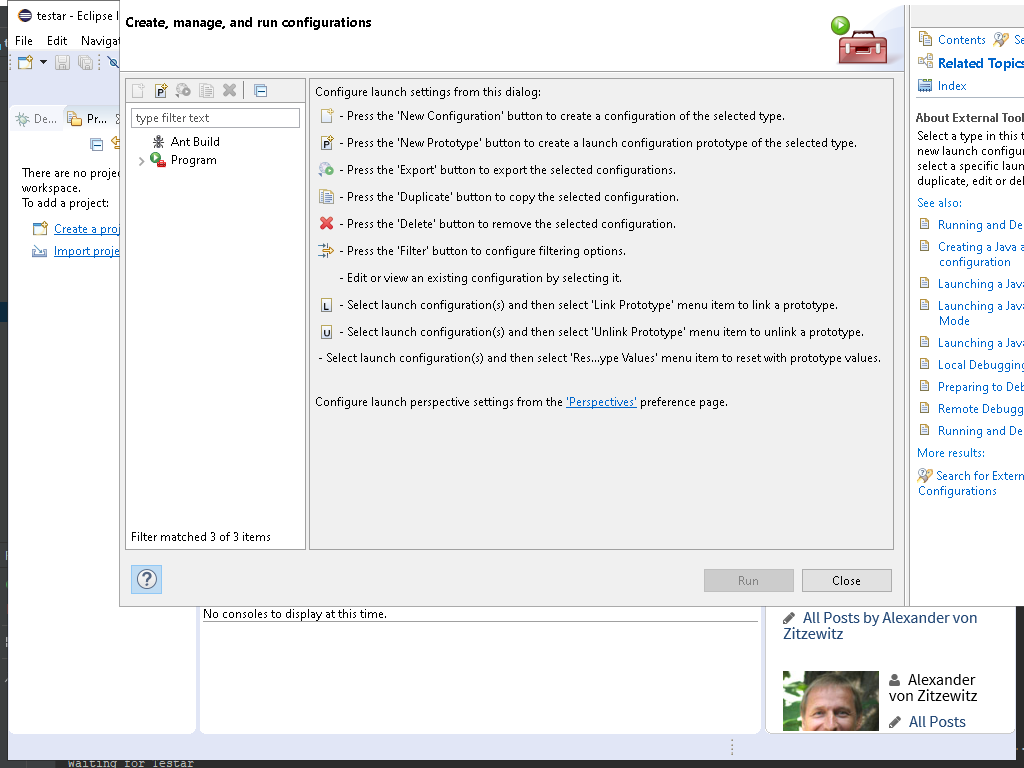 testar - Eclipse I
File Edit Navigat
De...
Pr...
There are no proje
workspace.
To add a project:
Create a proj
Import proje
Create, manage, and run configurations
type filter text
Ant Build
Program
Filter matched 3 of 3 items
Configure launch settings from this dialog:
- Press the 'New Configuration' button to create a configuration of the selected type.
P - Press the 'New Prototype' button to create a launch configuration prototype of the selected type.
- Press the 'Export' button to export the selected configurations.
- Press the 'Duplicate' button to copy the selected configuration.
- Press the 'Delete' button to remove the selected configuration.
- Press the 'Filter' button to configure filtering options.
- Edit or view an existing configuration by selecting it.
L - Select launch configuration(s) and then select 'Link Prototype' menu item to link a prototype.
U - Select launch configuration(s) and then select 'Unlink Prototype' menu item to unlink a prototype.
- Select launch configuration(s) and then select 'Res...ype Values' menu item to reset with prototype values.
Configure launch perspective settings from the 'Perspectives' preference page.
?
Run
Close
Contents Se
Related Topics
Index
About External Tool
Select a type in this t
new launch configur
select a specific laun
duplicate, edit or del
See also:
Running and De
Creating a Java a
configuration
Launching a Jav
Launching a Java
Mode
Launching a Java
Local Debugging
Preparing to Deb
Remote Debugg
Running and De
More results:
Search for Extern
Configurations
No consoles to display at this time.
All Posts by Alexander von
Zitzewitz
Alexander
von Zitzewitz
All Posts
Waiting for Testar